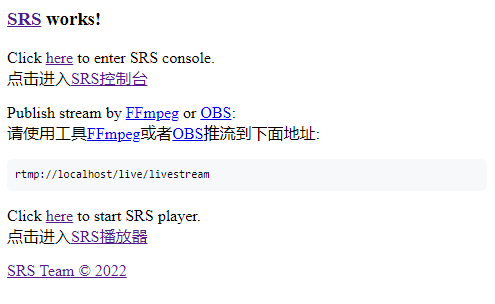 SRS works!
Click here to enter SRS console.
点击进入SRS控制台
Publish stream by FFmpeg or OBS:
请使用工具FFmpeg或者OBS推流到下面地址:
rtmp://localhost/live/livestream
Click here to start SRS player.
点击进入SRS播放器
SRS Team © 2022